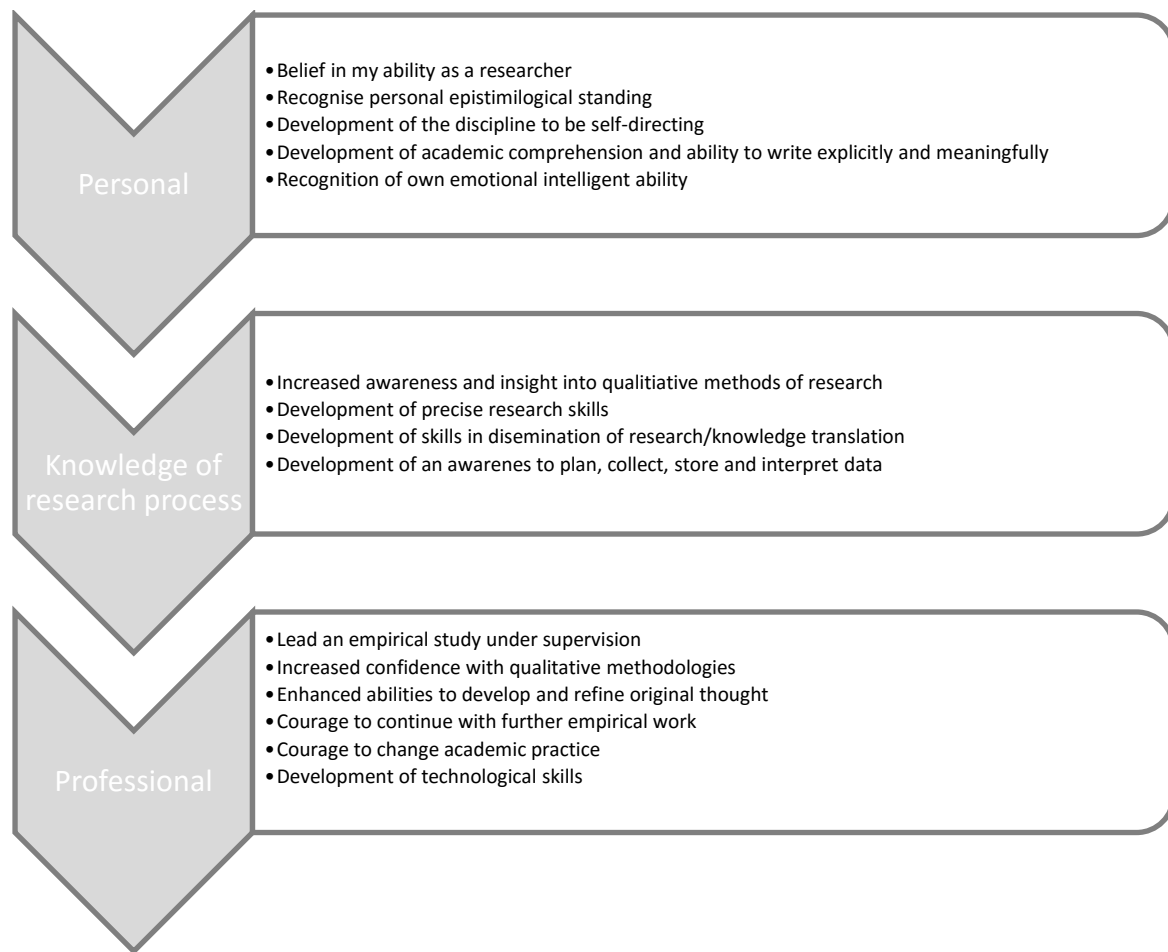 Personal
•Belief in my ability as a researcher
•Recognise personal epistimilogical standing
•Development of the discipline to be self-directing
•Development of academic comprehension and ability to write explicitly and meaningfully
•Recognition of own emotional intelligent ability
Knowledge of
research process
•Increased awareness and insight into qualitiative methods of research
•Development of precise research skills
•Development of skills in disemination of research/knowledge translation
•Development of an awarenes to plan, collect, store and interpret data
Professional
•Lead an empirical study under supervision
•Increased confidence with qualitative methodologies
•Enhanced abilities to develop and refine original thought
•Courage to continue with further empirical work
•Courage to change academic practice
•Development of technological skills